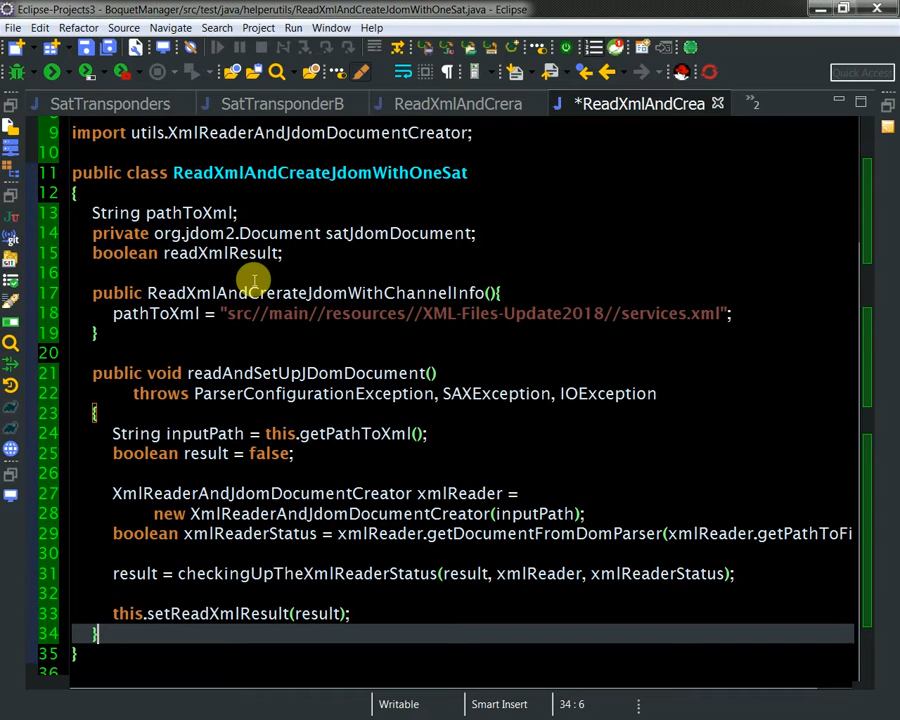 Eclipse-Projects3 - BoquetManager/src/test/java/helperutils/ReadXmlAndCreateJdomWithOneSat.java - Eclipse
File Edit Refactor Source Navigate Search Project Run Window Help
Quick Access
SatTransponders SatTransponderB ReadXmlAndCrera *ReadXmlAndCrea »2
9 import utils.XmlReaderAndJdomDocumentCreator;
10
11 public class ReadXmlAndCreateJdomWithOneSat
12 {
13 String pathToXml;
14 private org.jdom2.Document satJdomDocument;
15 boolean readXmlResult;
16
17 public ReadXmlAndCrerateJdomWithChannelInfo(){
18 pathToXml = "src//main//resources//XML-Files-Update2018//services.xml";
19 }
20
21 public void readAndSetUpJDomDocument()
22 throws ParserConfigurationException, SAXException, IOException
23 {
24 String inputPath = this.getPathToXml();
25 boolean result = false;
26
27 XmlReaderAndJdomDocumentCreator xmlReader =
28 new XmlReaderAndJdomDocumentCreator(inputPath);
29 boolean xmlReaderStatus = xmlReader.getDocumentFromDomParser(xmlReader.getPathToFi
30
31 result = checkingUpTheXmlReaderStatus(result, xmlReader, xmlReaderStatus);
33 this.setReadXmlResult(result);
34 }
35 }
36
Writable Smart Insert 34 : 6